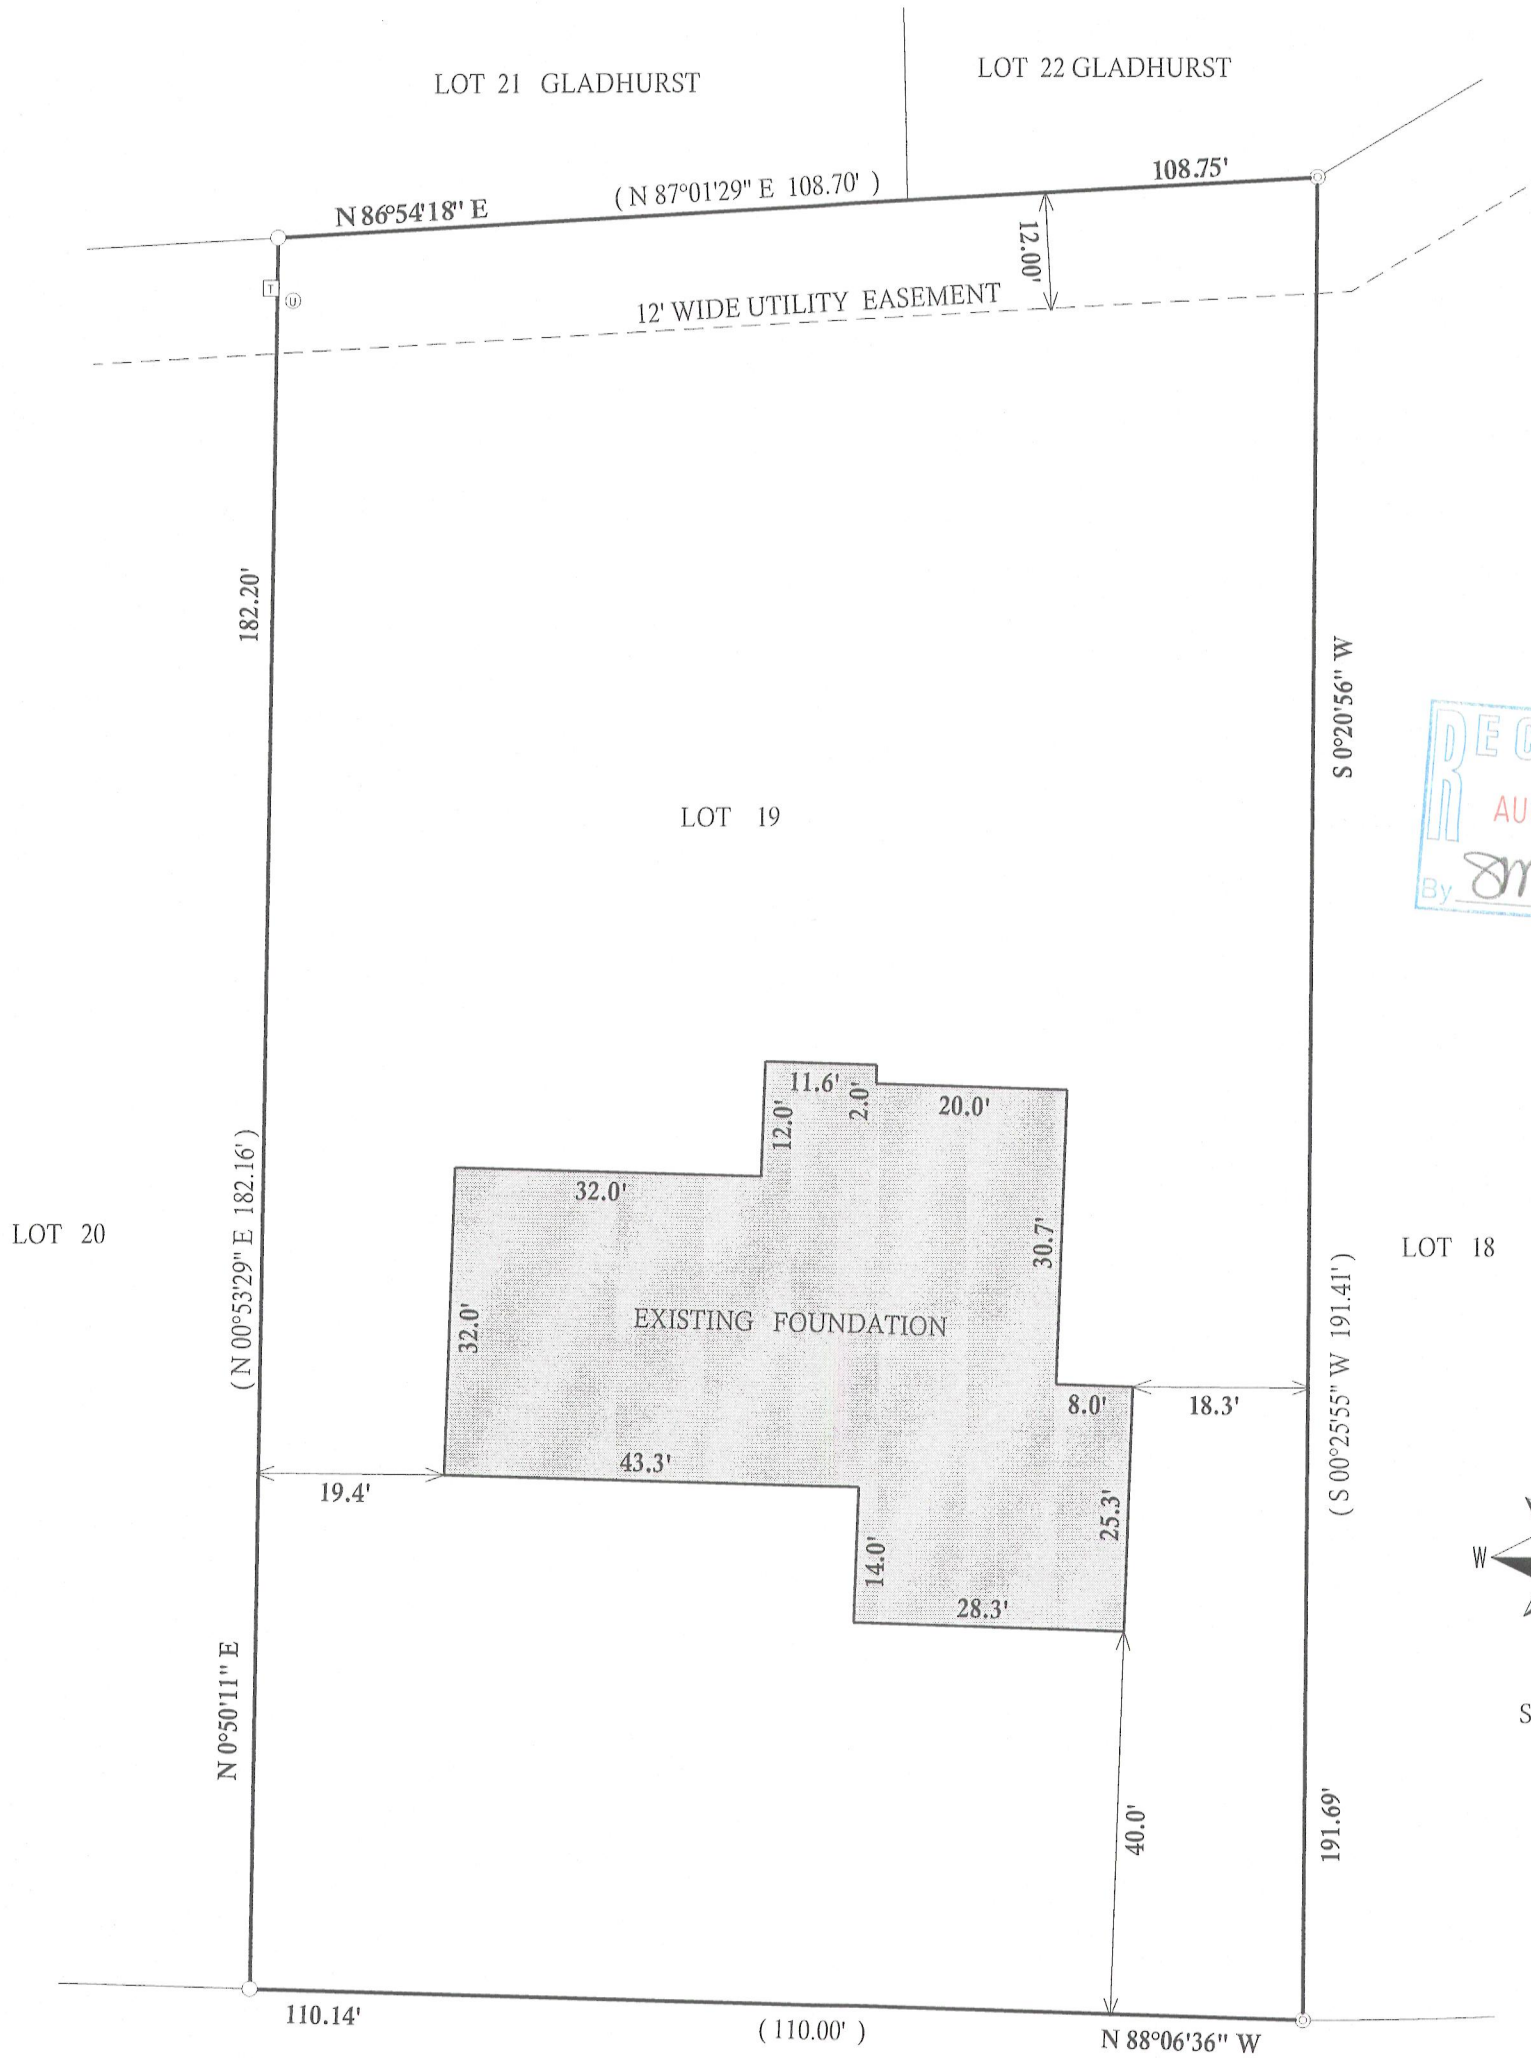 LOT 21 GLADHURST
LOT 22 GLADHURST
N 86°54'18" E
( N 87°01'29" E 108.70' )
108.75'
12.00'
12' WIDE UTILITY EASEMENT
T
U
182.20'
S 0°20'56" W
LOT 19
By
11.6'
2.0'
12.0'
20.0'
32.0'
30.7'
( N 00°53'29" E 182.16' )
LOT 20
LOT 18
32.0'
EXISTING FOUNDATION
8.0'
18.3'
( S 00°25'55" W 191.41' )
43.3'
19.4'
25.3'
14.0'
28.3'
W
N 0°50'11" E
S
40.0'
191.69'
110.14'
( 110.00' )
N 88°06'36" W